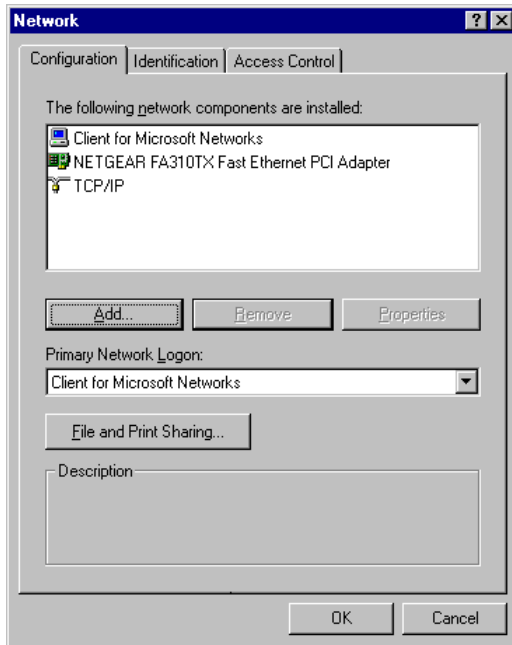 Network
Configuration Identification Access Control
The following network components are installed:
Client for Microsoft Networks
NETGEAR FA310TX Fast Ethernet PCI Adapter
TCP/IP
Add... Remove Properties
Primary Network Logon:
Client for Microsoft Networks
File and Print Sharing...
Description
OK Cancel